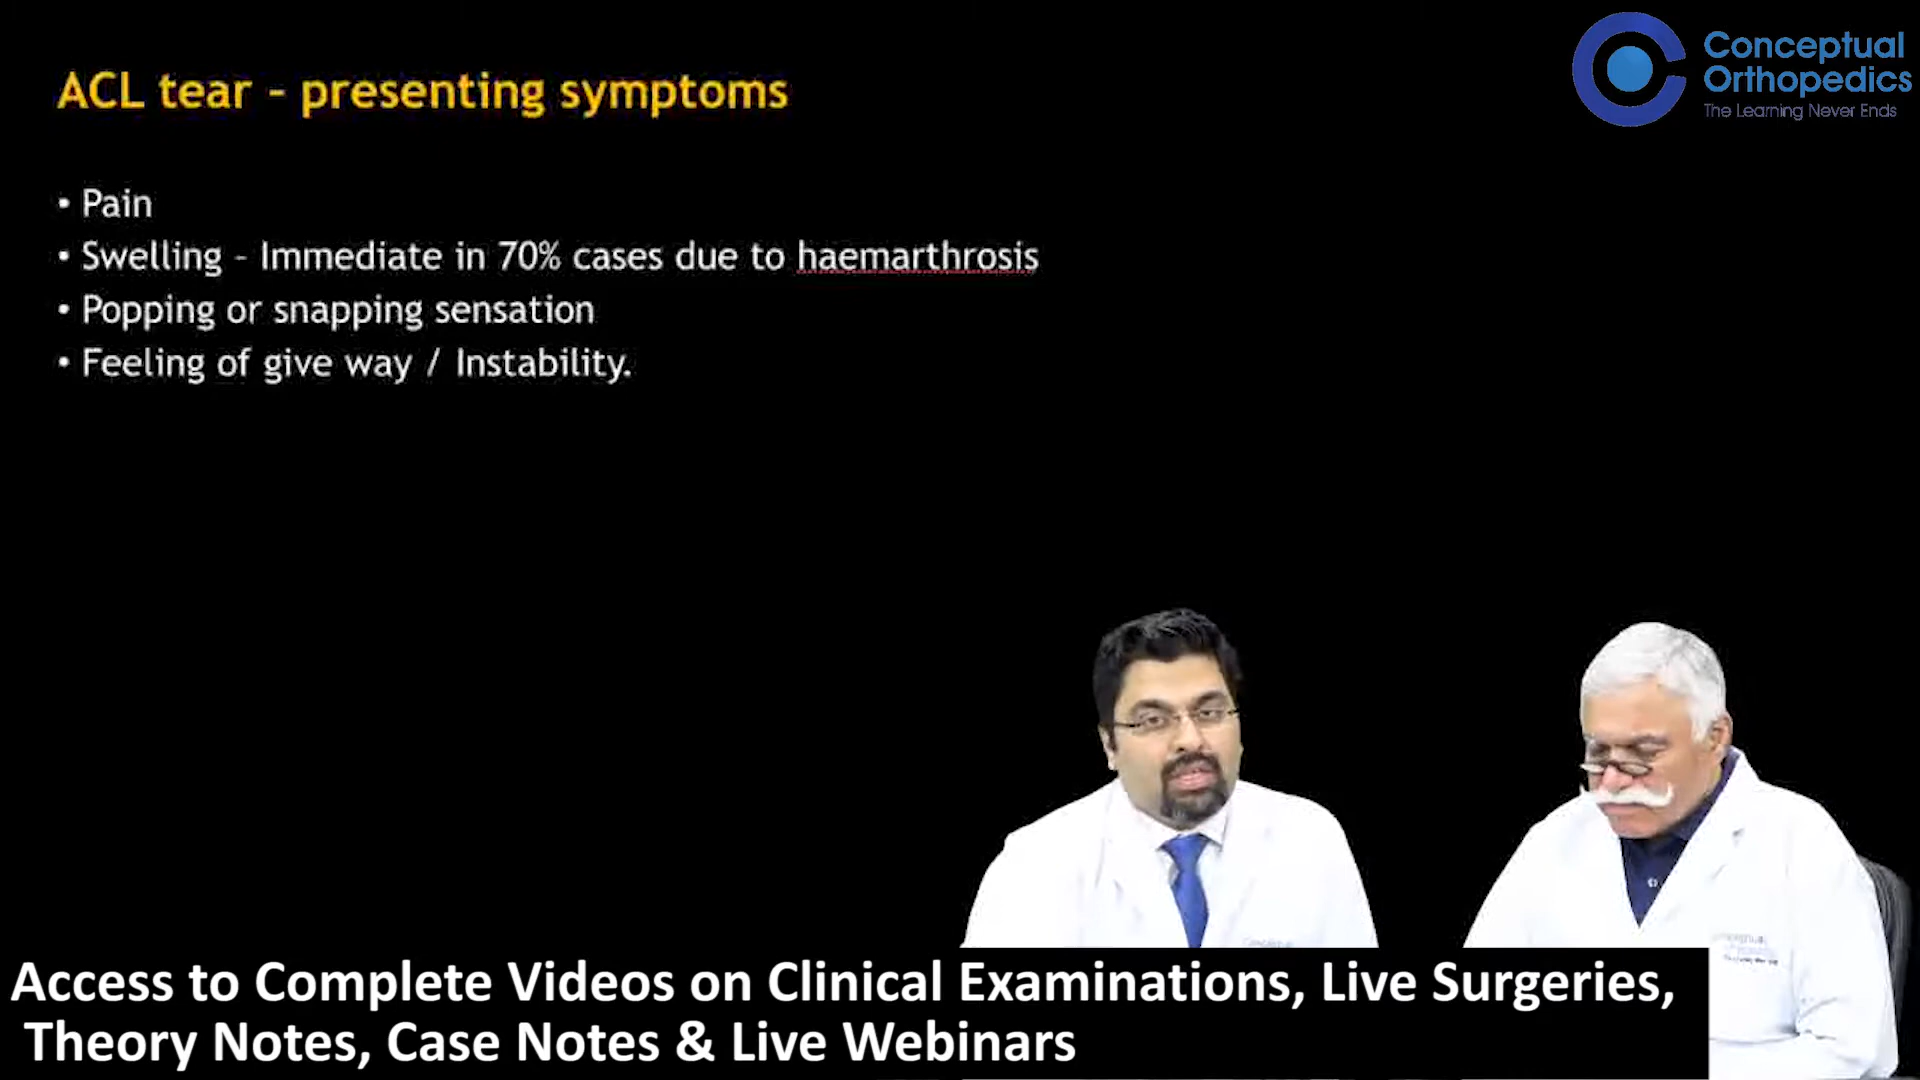 ACL tear - presenting symptoms
Conceptual
Orthopedics
The Learning Never Ends
• Pain
• Swelling - Immediate in 70% cases due to haemarthrosis
• Popping or snapping sensation
• Feeling of give way / Instability.
Access to Complete Videos on Clinical Examinations, Live Surgeries,
Theory Notes, Case Notes & Live Webinars